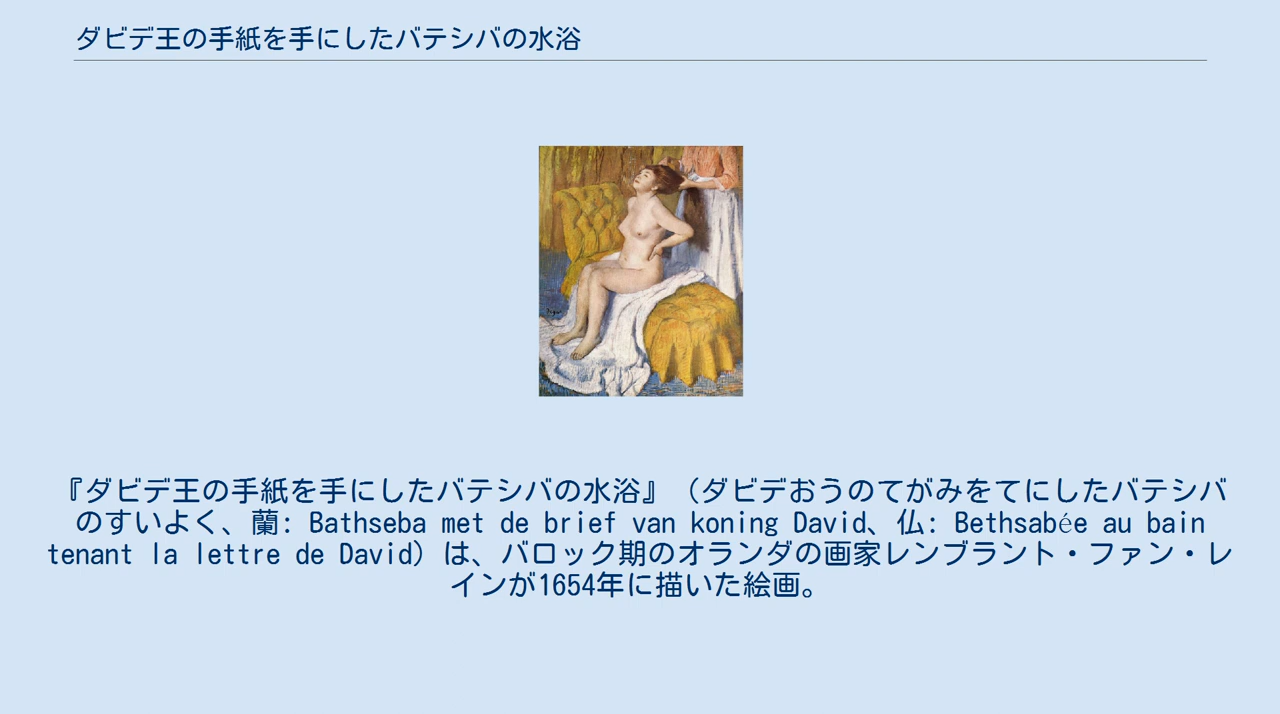 ダビデ王の手紙を手にしたバテシバの水浴
『ダビデ王の手紙を手にしたバテシバの水浴』（ダビデおうのてがみをてにしたバテシバ
のすいよく、蘭: Bathseba met de brief van koning David、仏: Bethsabée au bain
tenant la lettre de David）は、バロック期のオランダの画家レンブラント・ファン・レ
インが1654年に描いた絵画。